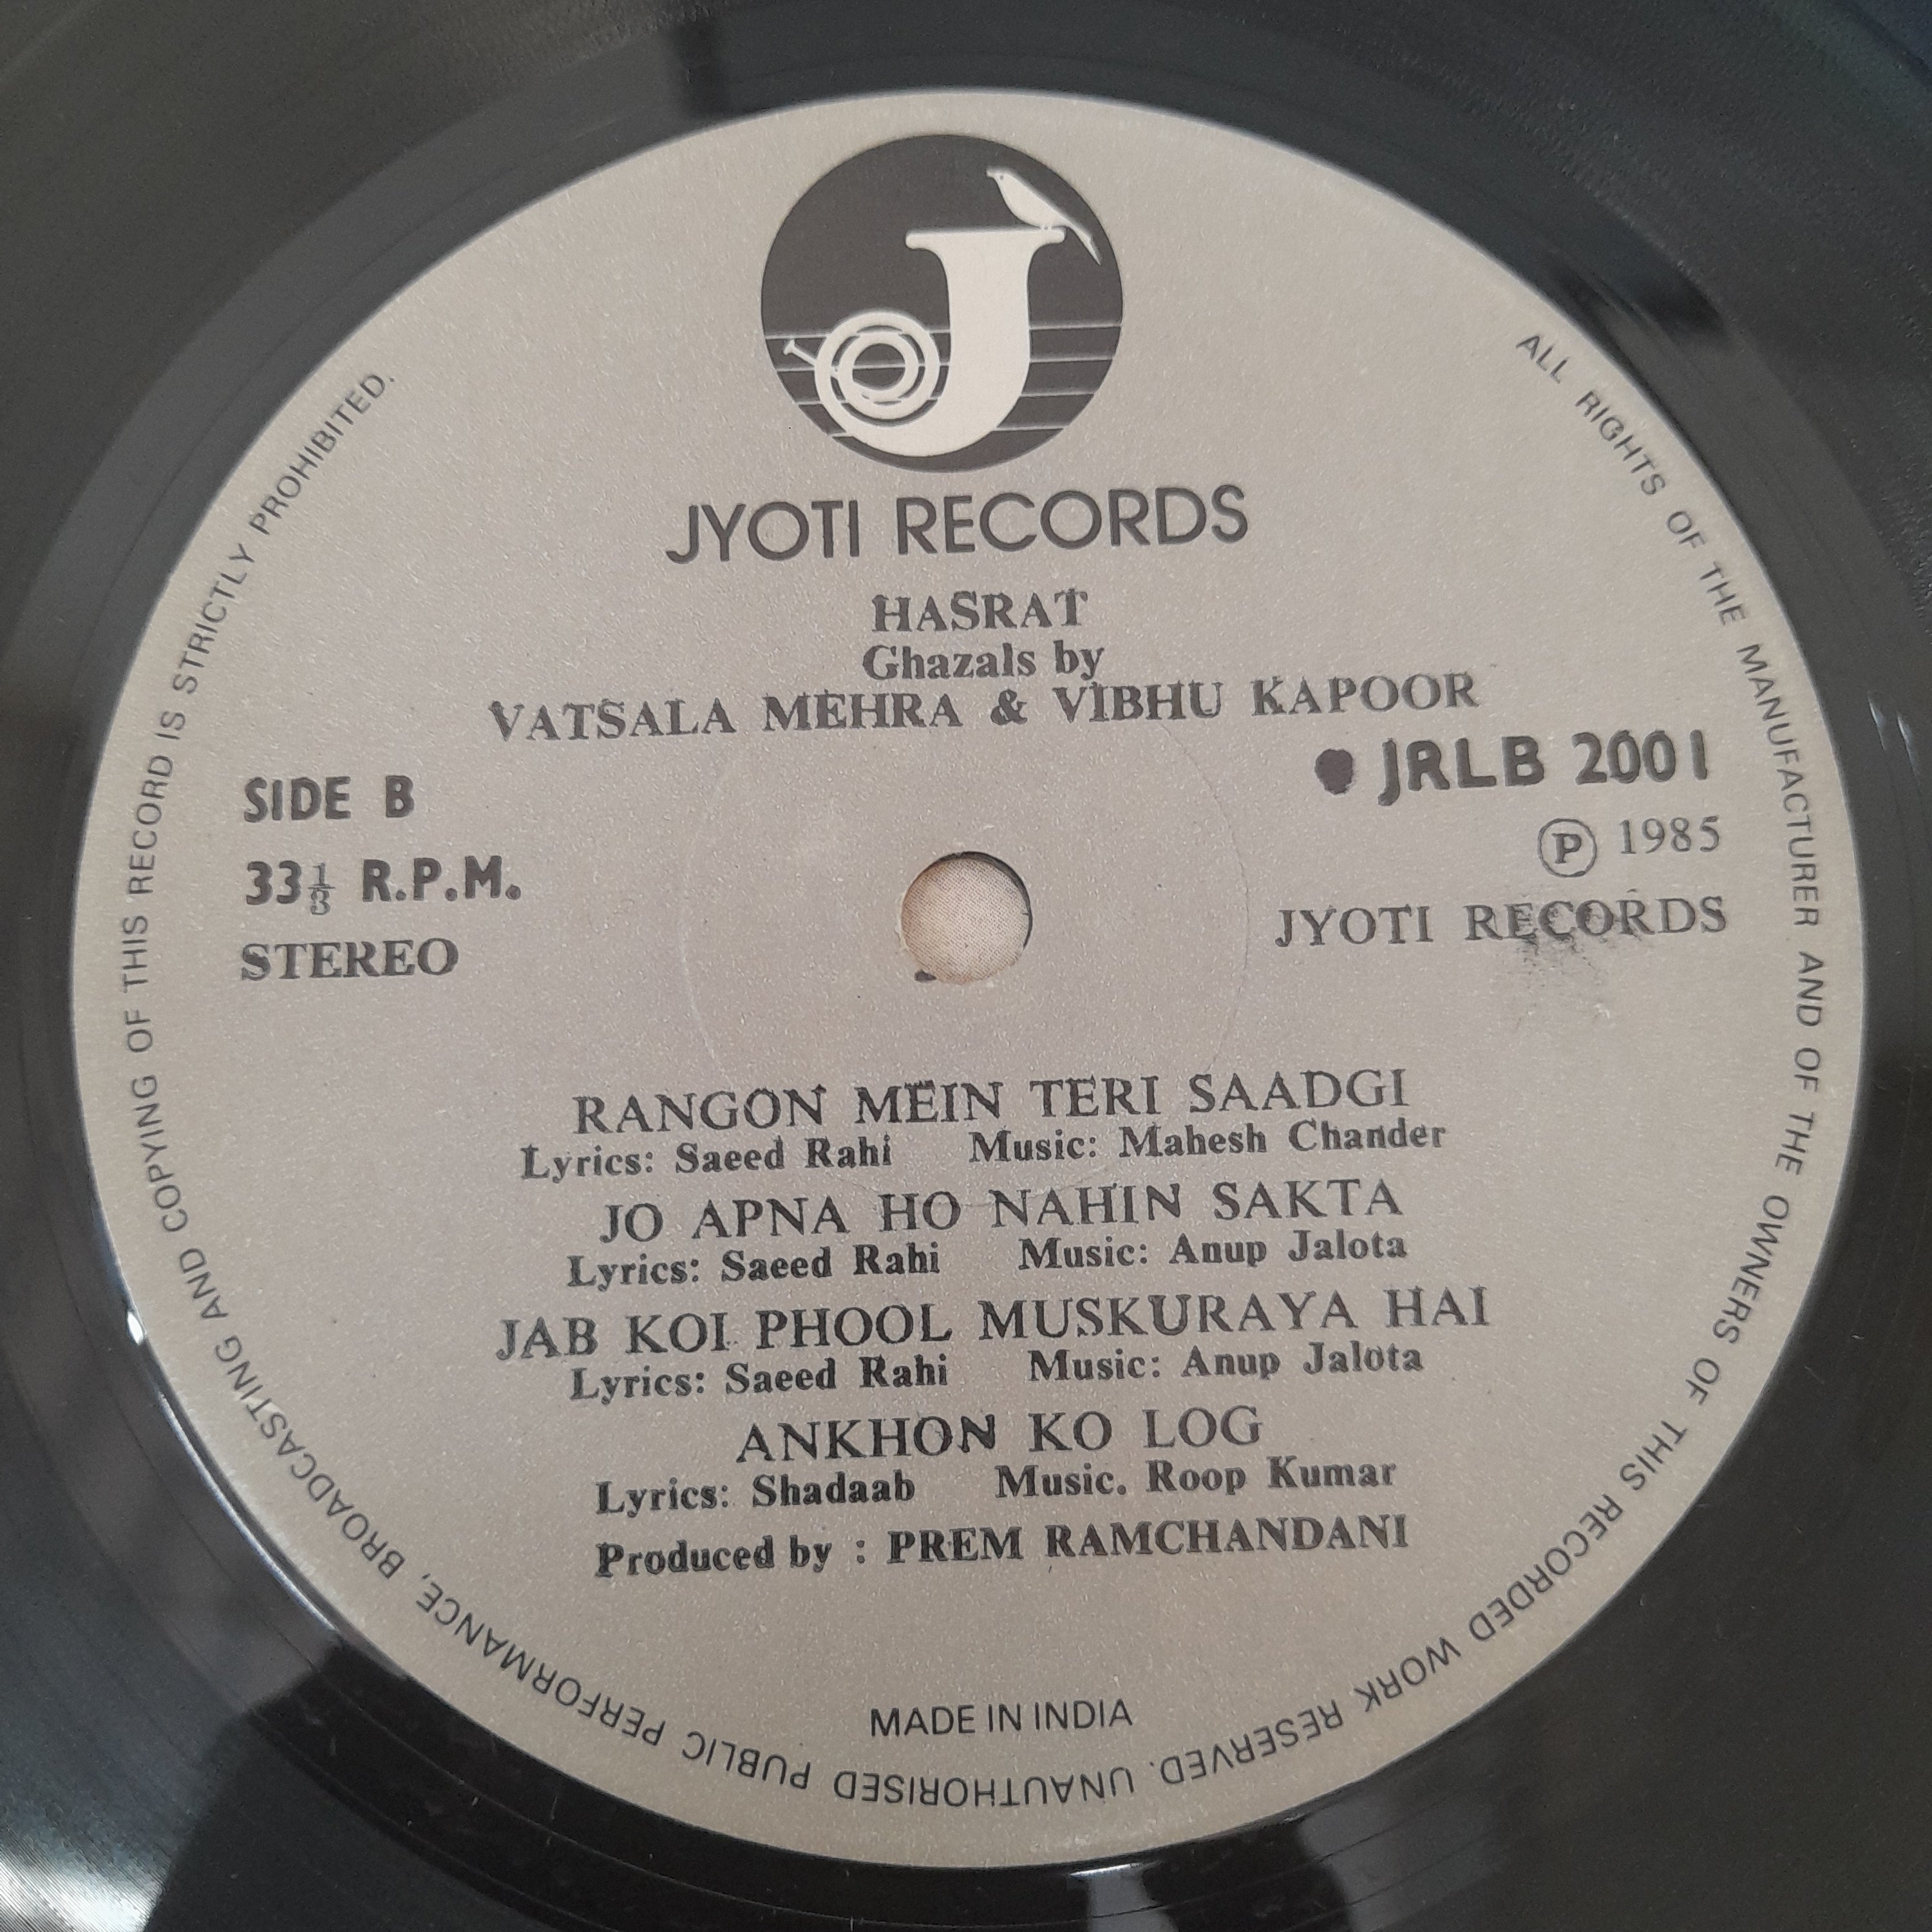 J
JYOTI RECORDS
HASRAT
Ghazals by
VATSALA MEHRA & VIBHU KAPOOR
SIDE B
33⅓ R.P.M.
STEREO
● JRLB 2001
Ⓟ 1985
JYOTI RECORDS
RANGON MEIN TERI SAADGI
Lyrics: Saeed Rahi Music: Mahesh Chander
JO APNA HO NAHIN SAKTA
Lyrics: Saeed Rahi Music: Anup Jalota
JAB KOI PHOOL MUSKURAYA HAI
Lyrics: Saeed Rahi Music: Anup Jalota
ANKHON KO LOG
Lyrics: Shadaab Music. Roop Kumar
Produced by : PREM RAMCHANDANI
MADE IN INDIA
ALL RIGHTS OF THE MANUFACTURER AND OF THE OWNERS OF THIS RECORDED WORK RESERVED. UNAUTHORISED PUBLIC PERFORMANCE, BROADCASTING AND COPYING OF THIS RECORD IS STRICTLY PROHIBITED.